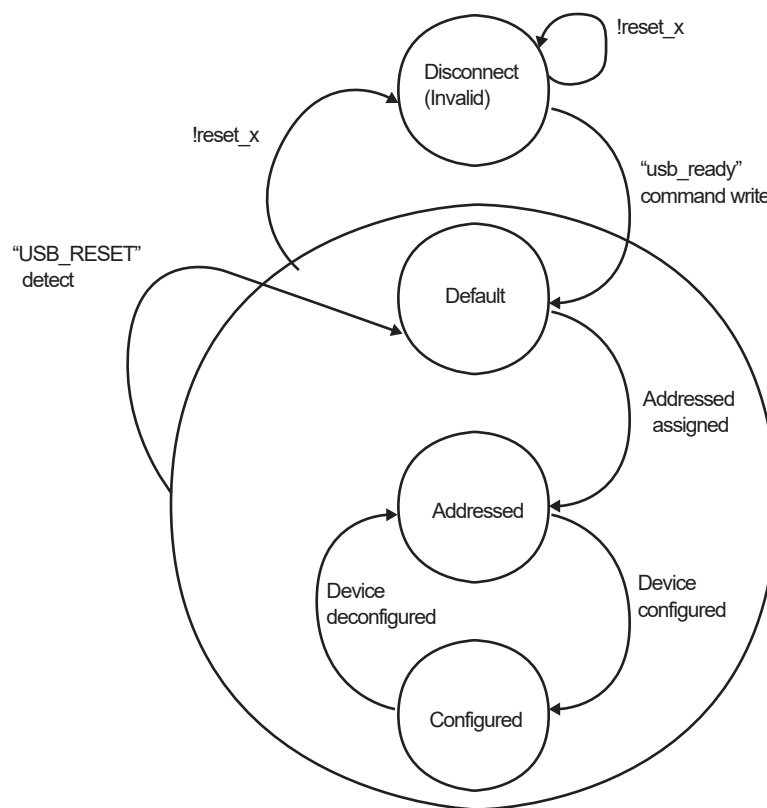 !reset_x
Disconnect
(Invalid)
!reset_x
“usb_ready”
command write
“USB_RESET”
detect
Default
Addressed
assigned
Addressed
Device
deconfigured
Device
configured
Configured